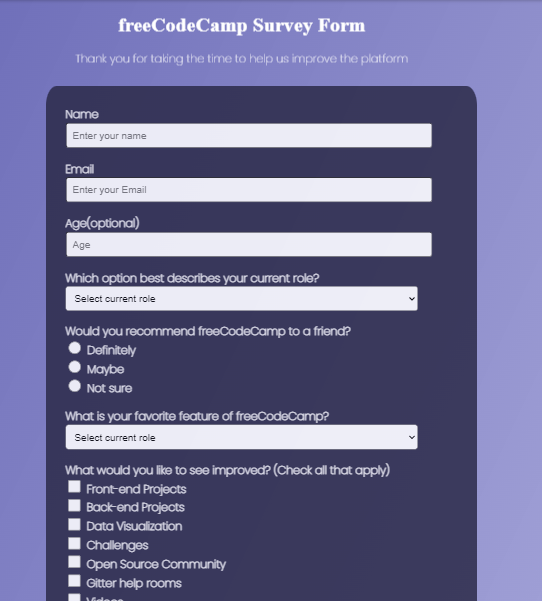 freeCodeCamp Survey Form
Thank you for taking the time to help us improve the platform
Name
Enter your name
Email
Enter your Email
Age(optional)
Age
Which option best describes your current role?
Select current role
Would you recommend freeCodeCamp to a friend?
Definitely
Maybe
Not sure
What is your favorite feature of freeCodeCamp?
Select current role
What would you like to see improved? (Check all that apply)
Front-end Projects
Back-end Projects
Data Visualization
Challenges
Open Source Community
Gitter help rooms
Videos